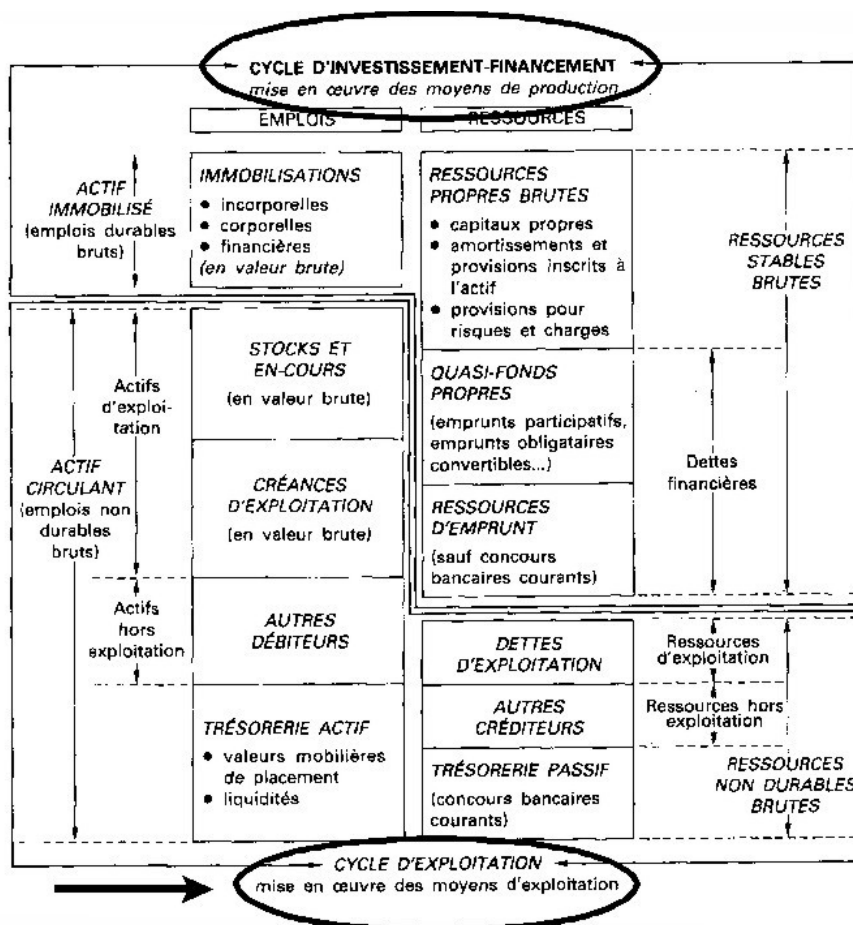 CYCLE D'INVESTISSEMENT-FINANCEMENT
mise en œuvre des moyens de production
EMPLOIS
RESSOURCES
ACTIF
IMMOBILISÉ
(emplois durables
bruts)
IMMOBILISATIONS
• incorporelles
• corporelles
• financières
(en valeur brute)
RESSOURCES
PROPRES BRUTES
• capitaux propres
• amortissements et
provisions inscrits à
l'actif
• provisions pour
risques et charges
RESSOURCES
STABLES
BRUTES
ACTIF
CIRCULANT
(emplois non
durables
bruts)
Actifs
d'exploi-
tation
STOCKS ET
EN-COURS
(en valeur brute)
CRÉANCES
D'EXPLOITATION
(en valeur brute)
QUASI-FONDS
PROPRES
(emprunts participatifs,
emprunts obligataires
convertibles...)
RESSOURCES
D'EMPRUNT
(sauf concours
bancaires courants)
Dettes
financières
Actifs
hors
exploitation
AUTRES
DÉBITEURS
DETTES
D'EXPLOITATION
Ressources
d'exploitation
AUTRES
CRÉDITEURS
Ressources hors
exploitation
TRÉSORERIE ACTIF
• valeurs mobilières
de placement
• liquidités
TRÉSORERIE PASSIF
(concours bancaires
courants)
RESSOURCES
NON DURABLES
BRUTES
CYCLE D'EXPLOITATION
mise en œuvre des moyens d'exploitation